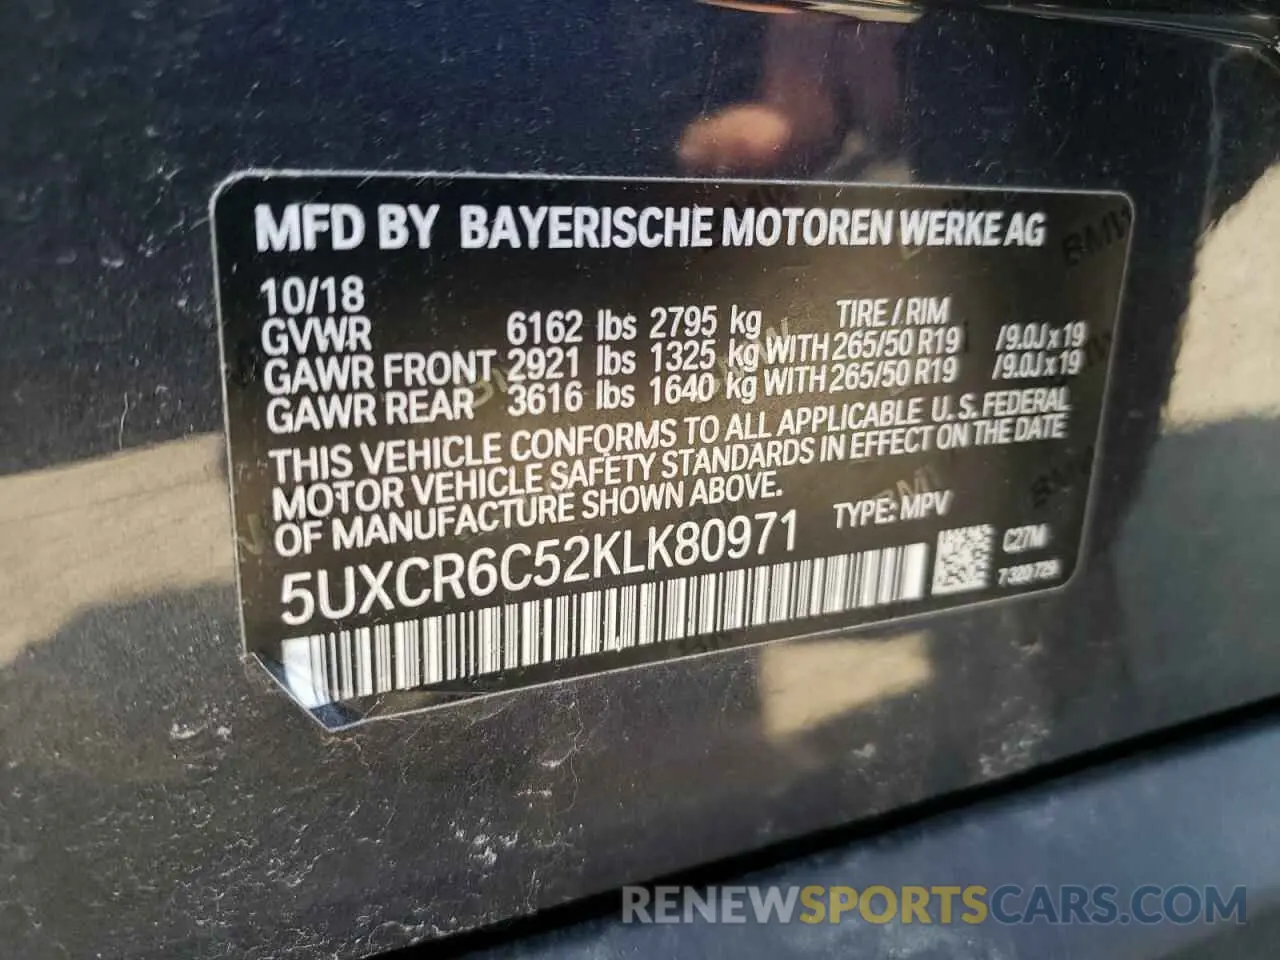 MFD BY BAYERISCHE MOTOREN WERKE AG
10/18
GVWR 6162 lbs 2795 kg TIRE / RIM
GAWR FRONT 2921 lbs 1325 kg WITH 265/50 R19 /9.0J x 19
GAWR REAR 3616 lbs 1640 kg WITH 265/50 R19 /9.0J x 19
THIS VEHICLE CONFORMS TO ALL APPLICABLE U.S. FEDERAL
MOTOR VEHICLE SAFETY STANDARDS IN EFFECT ON THE DATE
OF MANUFACTURE SHOWN ABOVE.
5UXCR6C52KLK80971 TYPE: MPV
C27M
RENEWSPORTSCARS.COM